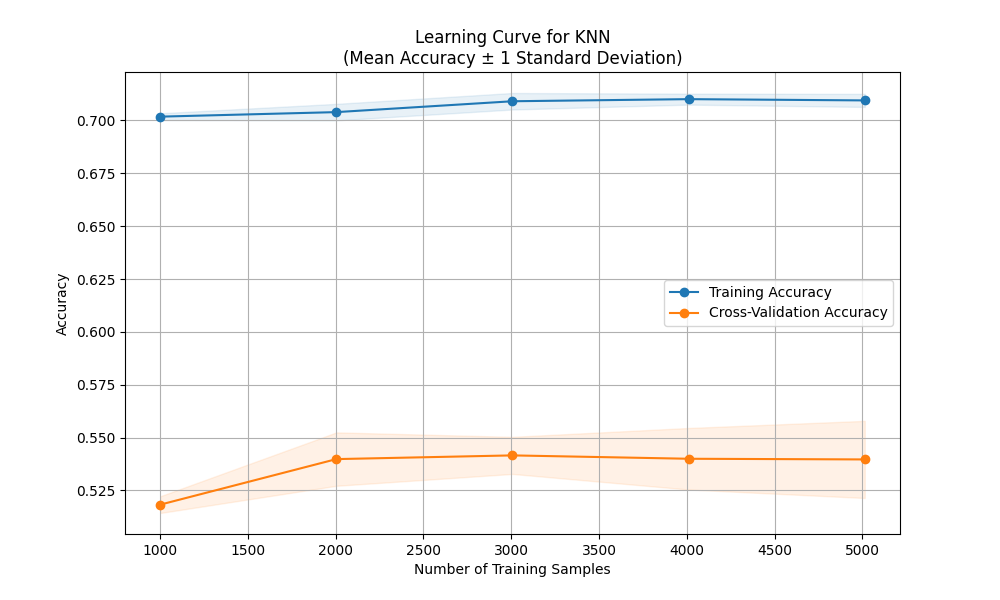 Learning Curve for KNN
(Mean Accuracy ± 1 Standard Deviation)
0.700
0.675
0.650
0.625
0.600
0.575
0.550
0.525
Accuracy
Training Accuracy
Cross-Validation Accuracy
1000 1500 2000 2500 3000 3500 4000 4500 5000
Number of Training Samples